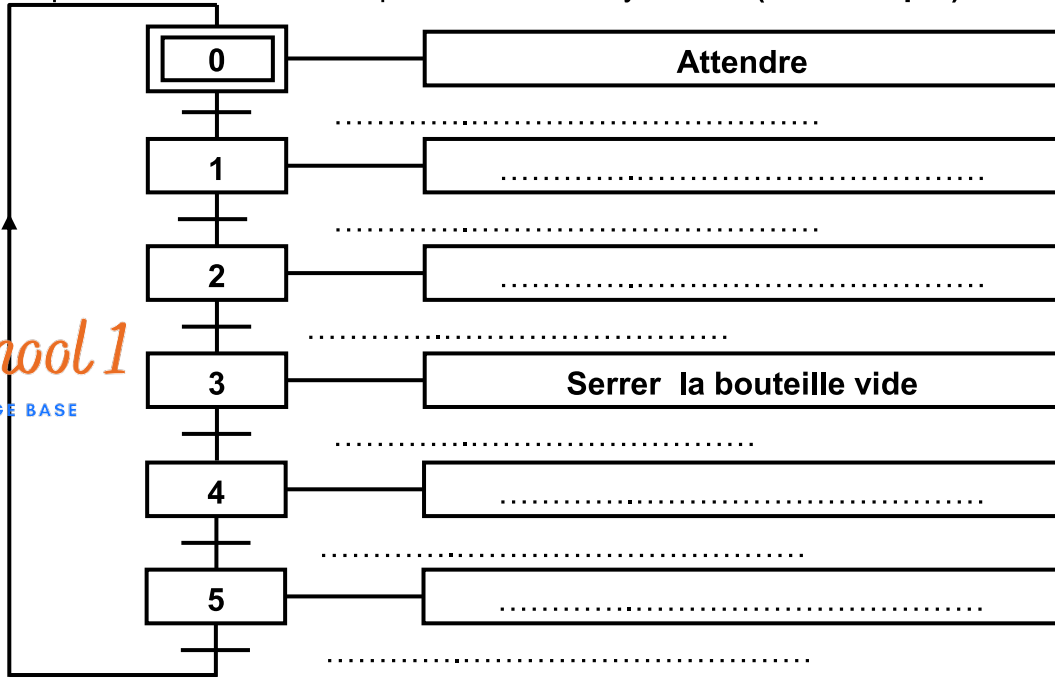 0 Attendre
................................................
1 ................................................
................................................
2 ................................................
..........................................
3 Serrer la bouteille vide
..........................................
4 ................................................
................................................
5 ................................................
................................................
ool 1
E BASE